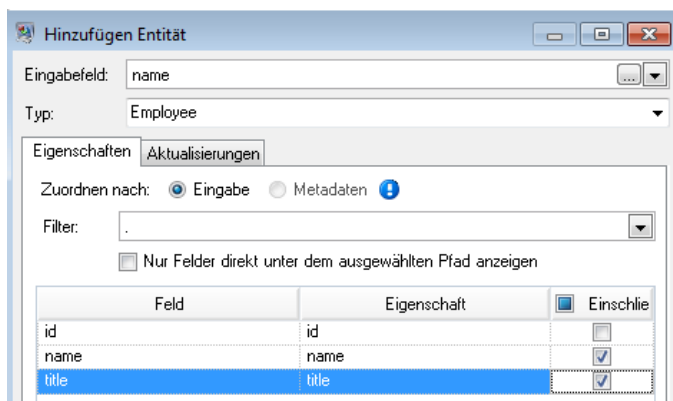 Hinzufügen Entität
Eingabefeld: name ...
Typ: Employee
Eigenschaften Aktualisierungen
Zuordnen nach: Eingabe Metadaten
Filter: .
Nur Felder direkt unter dem ausgewählten Pfad anzeigen
Feld Eigenschaft Einschlie
id id
name name
title title